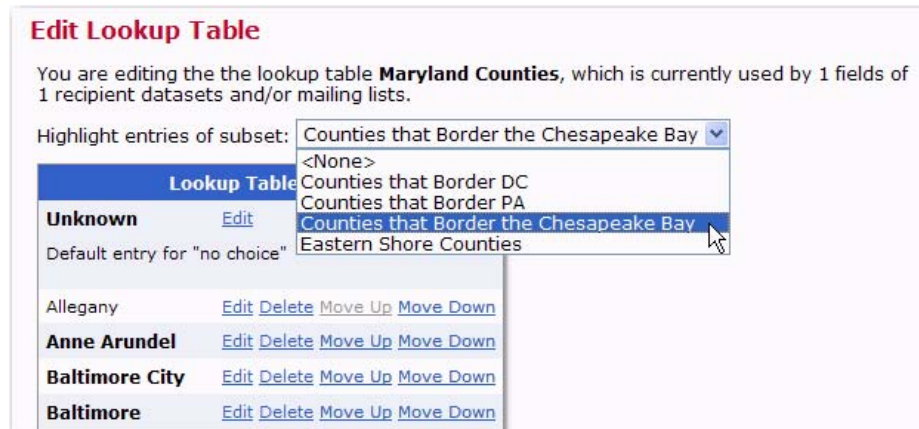 Edit Lookup Table
You are editing the the lookup table Maryland Counties, which is currently used by 1 fields of
1 recipient datasets and/or mailing lists.
Highlight entries of subset: Counties that Border the Chesapeake Bay
<None>
Counties that Border DC
Counties that Border PA
Counties that Border the Chesapeake Bay
Eastern Shore Counties
Lookup Table
Unknown Edit
Default entry for "no choice"
Allegany Edit Delete Move Up Move Down
Anne Arundel Edit Delete Move Up Move Down
Baltimore City Edit Delete Move Up Move Down
Baltimore Edit Delete Move Up Move Down